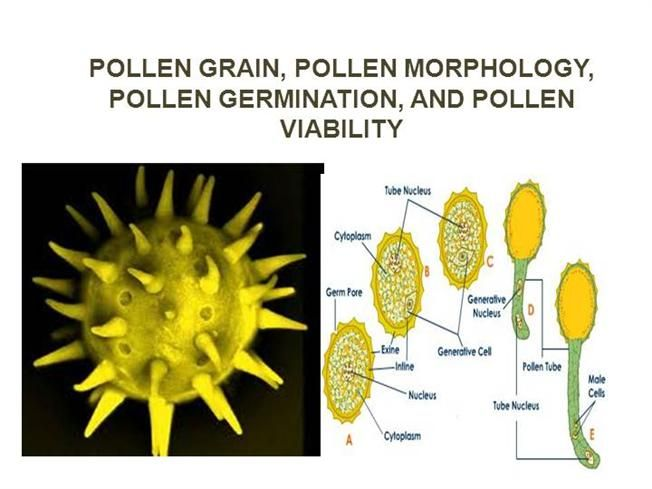 POLLEN GRAIN, POLLEN MORPHOLOGY,
POLLEN GERMINATION, AND POLLEN
VIABILITY
Tube Nucleus
Cytoplasm
Germ Pore
B
C
Generative
Nucleus
D
Exine
Intine
Generative Cell
Pollen Tube
Nucleus
Male
Cells
Tube Nucleus
A
Cytoplasm
E